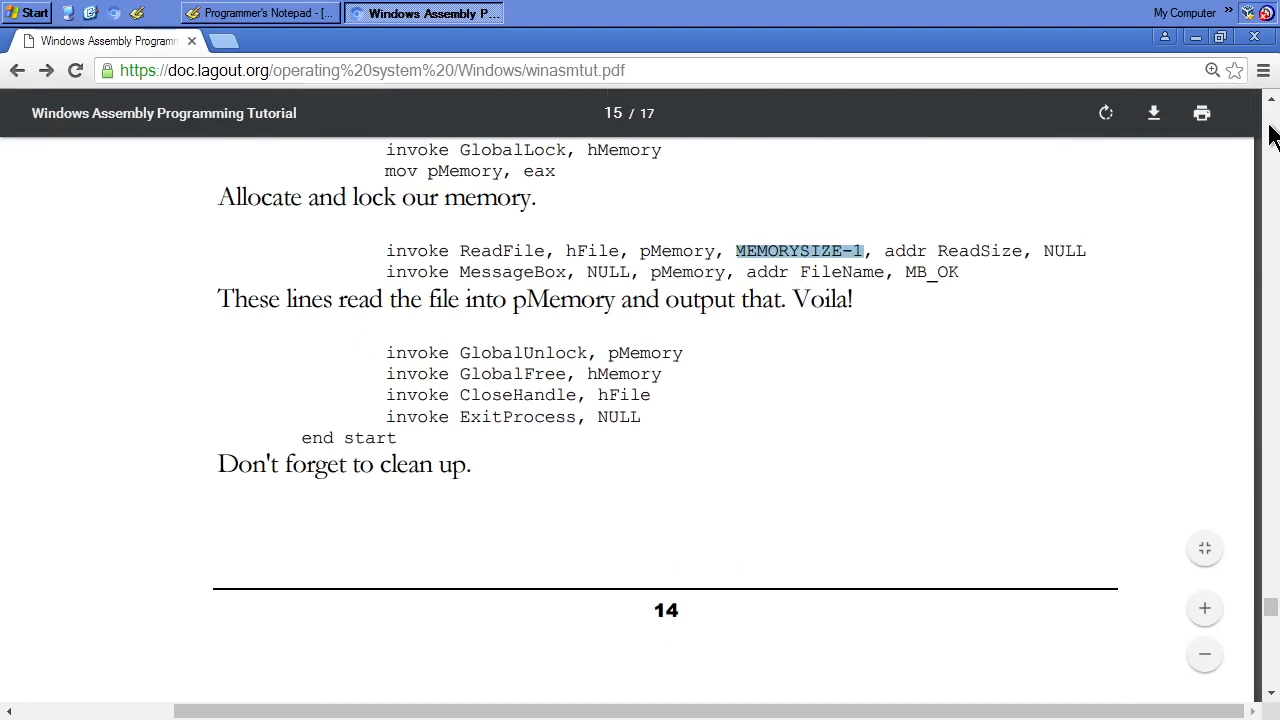 Start
Programmer's Notepad - [...
Windows Assembly P...
My Computer »
Windows Assembly Programm
https://doc.lagout.org/operating%20system%20/Windows/winasmtut.pdf
Windows Assembly Programming Tutorial
15 / 17
invoke GlobalLock, hMemory
mov pMemory, eax
Allocate and lock our memory.
invoke ReadFile, hFile, pMemory, MEMORYSIZE-1, addr ReadSize, NULL
invoke MessageBox, NULL, pMemory, addr FileName, MB_OK
These lines read the file into pMemory and output that. Voila!
invoke GlobalUnlock, pMemory
invoke GlobalFree, hMemory
invoke CloseHandle, hFile
invoke ExitProcess, NULL
end start
Don't forget to clean up.
14